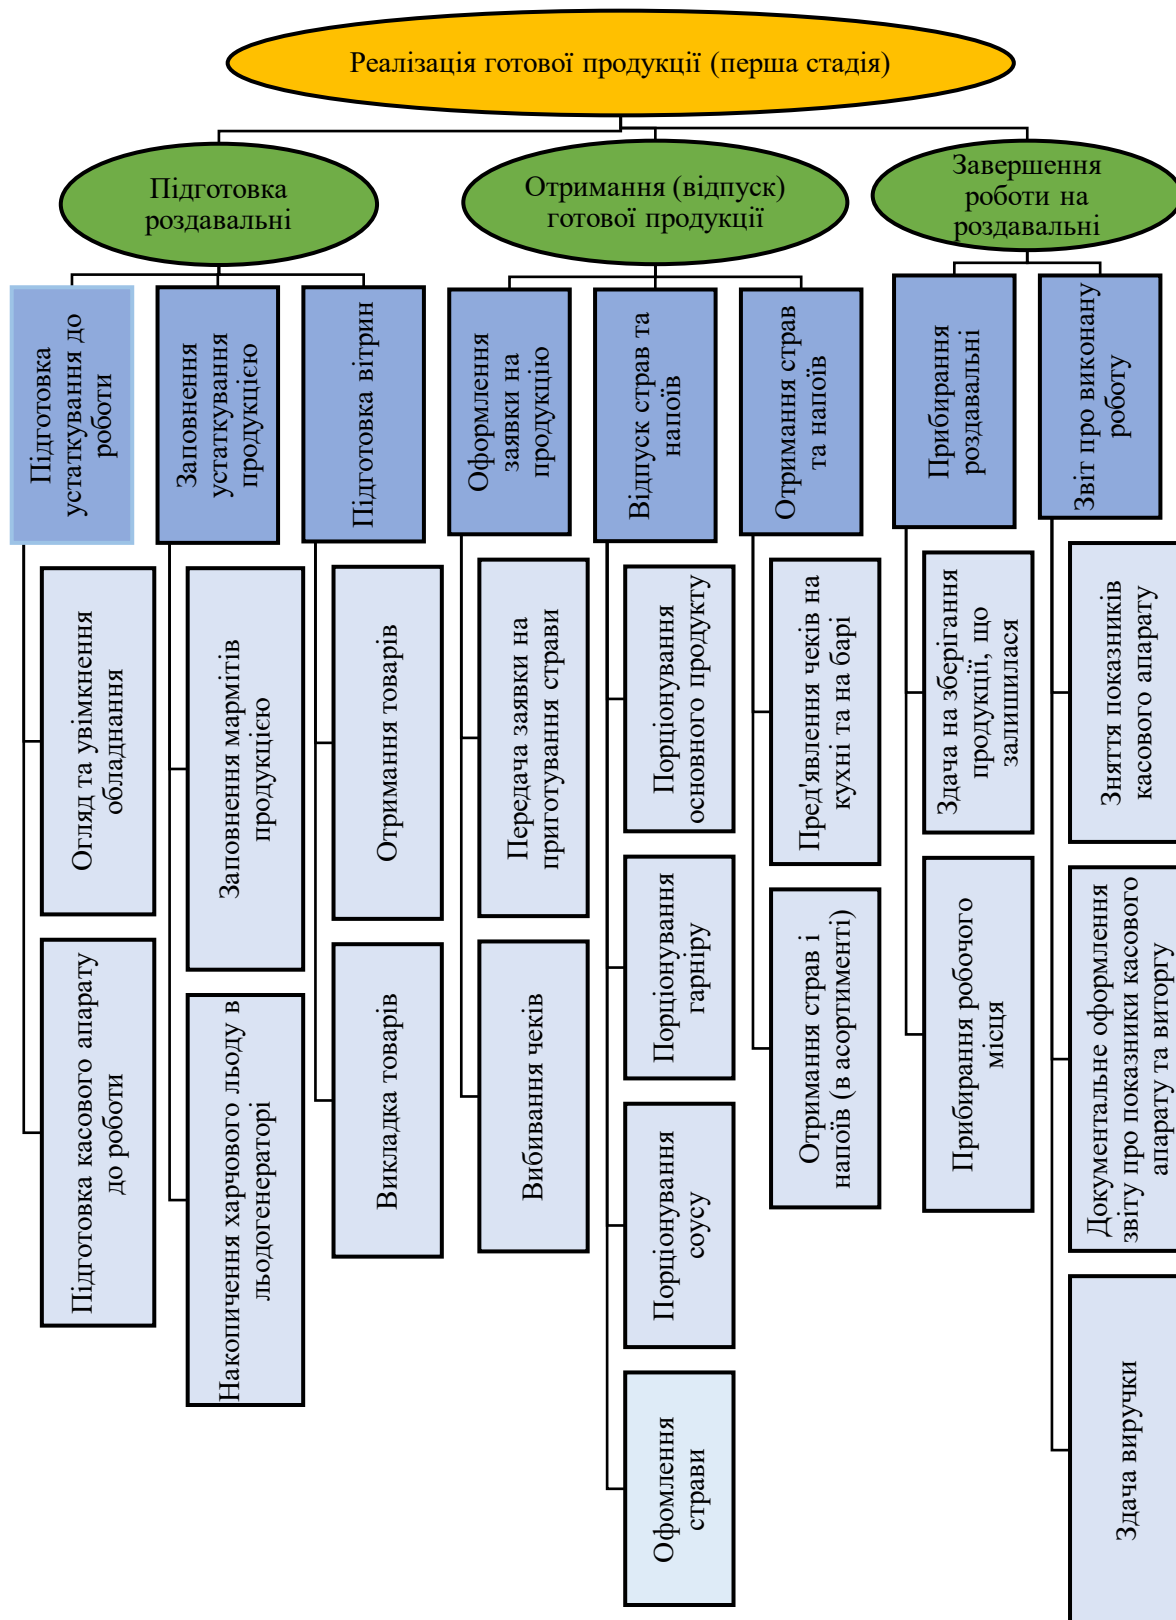 Реалізація готової продукції (перша стадія)
Підготовка
роздавальні
Отримання (відпуск)
готової продукції
Завершення
роботи на
роздавальні
Підготовка
устаткування до
роботи
Заповнення
устаткування
продукцією
Підготовка вітрин
Оформлення
заявки на
продукцію
Відпуск страв та
напоїв
Отримання страв
та напоїв
Прибирання
роздавальні
Звіт про виконану
роботу
Огляд та увімкнення
обладнання
Підготовка касового апарату
до роботи
Заповнення мармітів
продукцією
Накопичення харчового льоду в
льодогенераторі
Отримання товарів
Викладка товарів
Передача заявки на
приготування страви
Вибивання чеків
Порціонування
основного продукту
Порціонування
гарніру
Порціонування
соусу
Офомлення
страви
Пред'явлення чеків на
кухні та на барі
Отримання страв і
напоїв (в асортименті)
Здача на зберігання
продукції, що
залишилася
Прибирання робочого
місця
Зняття показників
касового апарату
Документальне оформлення
звіту про показники касового
апарату та виторгу
Здача виручки